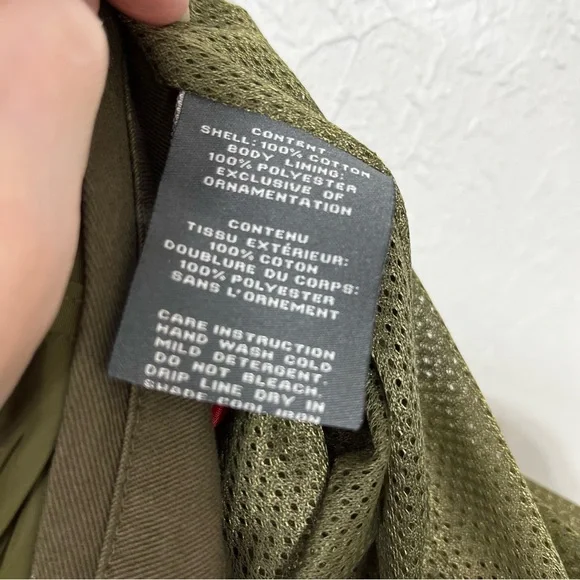 CONTENT
SHELL: 100% COTTON
BODY LINING:
100% POLYESTER
EXCLUSIVE OF
ORNAMENTATION
CONTENU
TISSU EXTÉRIEUR:
100% COTON
DOUBLURE DU CORPS:
100% POLYESTER
SANS L'ORNEMENT
CARE INSTRUCTION
HAND WASH COLD
MILD DETERGENT.
DO NOT BLEACH.
DRIP LINE DRY IN
SHADE COOL IRON